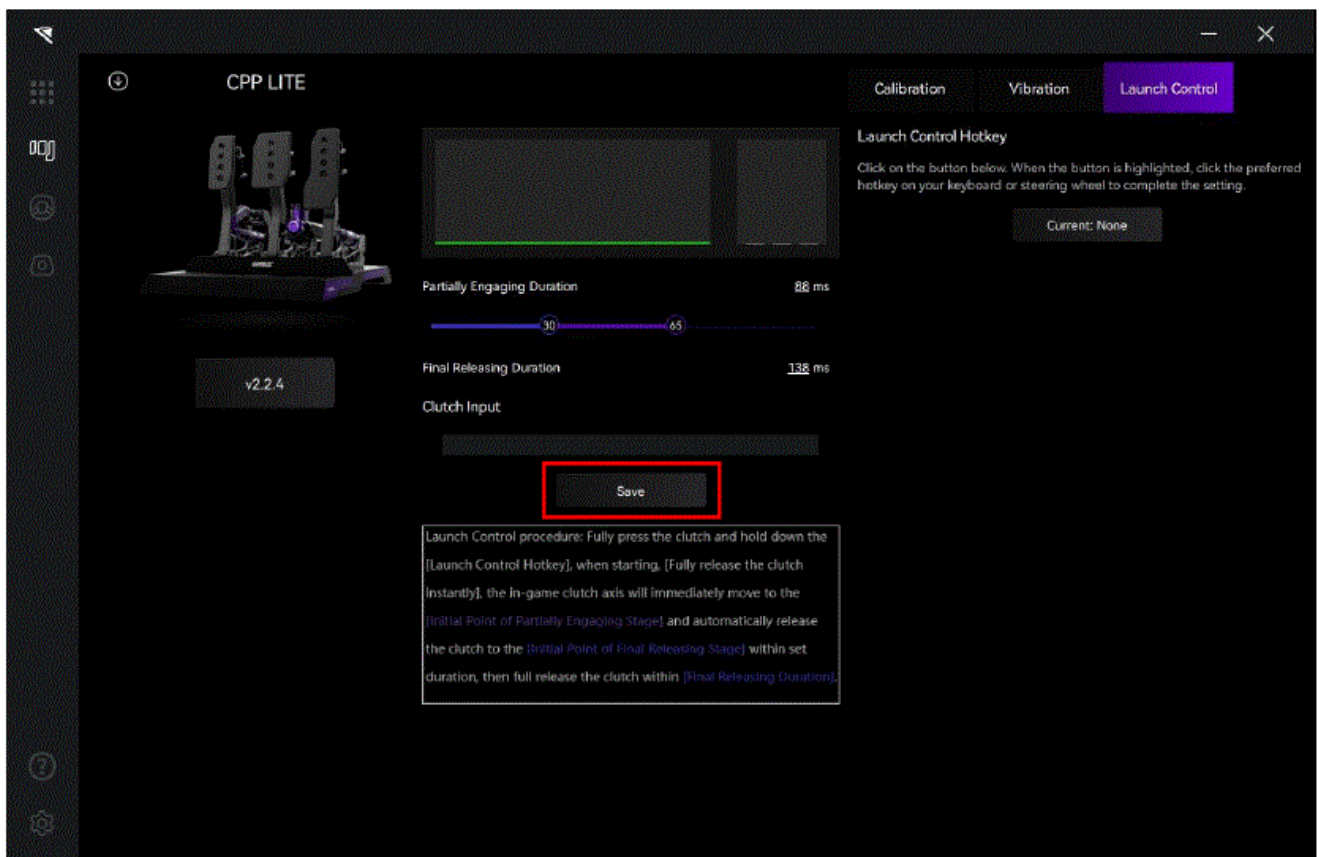 CPP LITE
v2.2.4
Partially Engaging Duration
88 ms
30
65
Final Releasing Duration
138 ms
Clutch Input
Save
Launch Control procedure: Fully press the clutch and hold down the
[Launch Control Hotkey], when starting, [Fully release the clutch
instantly], the in-game clutch axis will immediately move to the
[Initial Point of Partially Engaging Stage] and automatically release
the clutch to the [Initial Point of Final Releasing Stage] within set
duration, then full release the clutch within [Final Releasing Duration].
Calibration
Vibration
Launch Control
Launch Control Hotkey
Click on the button below. When the button is highlighted, click the preferred
hotkey on your keyboard or steering wheel to complete the setting.
Current: None